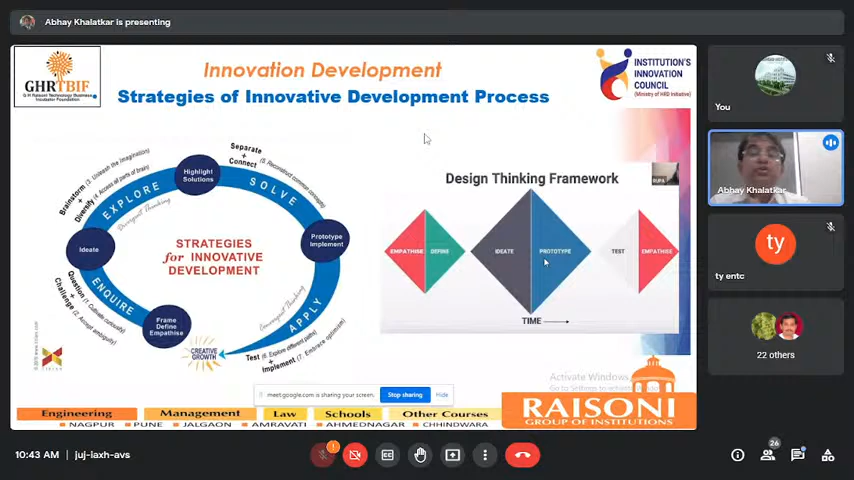 Abhay Khalatkar is presenting
GHRTBIF
G H Raisoni Technology Business
Incubator Foundation
Innovation Development
Strategies of Innovative Development Process
INSTITUTION'S
INNOVATION
COUNCIL
(Ministry of HRD Initiative)
Brainstorm (3. Unleash the Imagination)
+
Diversify (4. Access all parts of brain)
EXPLORE
Divergent Thinking
Highlight
Solutions
Separate
+
Connect
SOLVE
Prototype
Implement
Ideate
STRATEGIES
for INNOVATIVE
DEVELOPMENT
ENQUIRE
Question (1. Cultivate curiosity)
+
Challenge (2. Accept ambiguity)
Frame
Define
Empathise
Convergent Thinking
APPLY
CREATIVE
GROWTH
Test (6. Explore different paths)
+
Implement (7. Embrace optimism)
Design Thinking Framework
EMPATHISE
DEFINE
IDEATE
PROTOTYPE
TEST
EMPATHISE
TIME
Activate Windows
meet.google.com is sharing your screen.
Stop sharing
Hide
Engineering
Management
Law
Schools
Other Courses
NAGPUR
PUNE
JALGAON
AMRAVATI
AHMEDNAGAR
CHHINDWARA
RAISONI
GROUP OF INSTITUTIONS
You
Abhay Khalatkar
ty
ty entc
22 others
10:43 AM | juj-laxh-avs
26